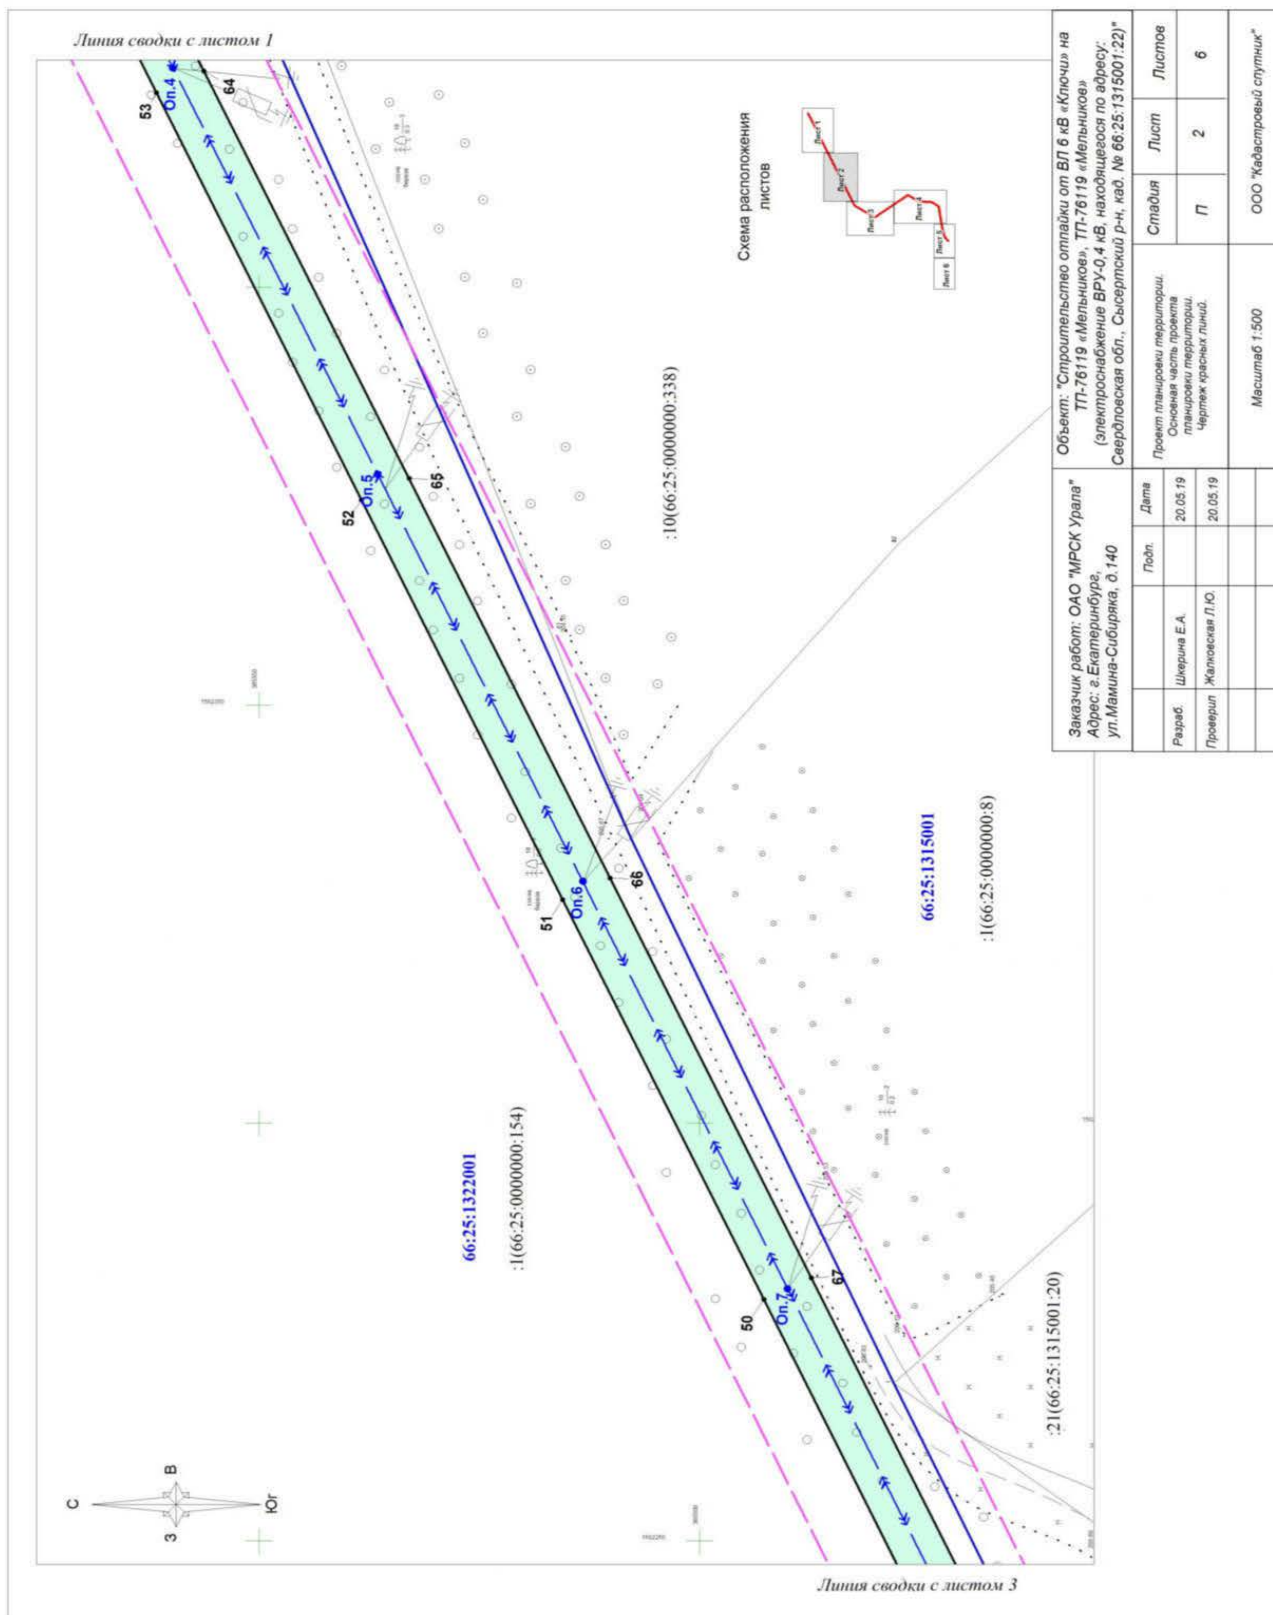 Линия сводки с листом 1
53
Оп.4
64
сосна
береза
Схема расположения
листов
Лист 1
Лист 2
Лист 3
Лист 4
Лист 5
Лист 6
52
Оп.5
65
:10(66:25:0000000:338)
51
Оп.6
66
сосна
береза
66:25:1315001
:1(66:25:0000000:8)
66:25:1322001
:1(66:25:0000000:154)
50
Оп.7
67
:21(66:25:1315001:20)
С
З
В
Юг
Линия сводки с листом 3
Заказчик работ: ОАО "МРСК Урала"
Адрес: г.Екатеринбург,
ул.Мамина-Сибиряка, д.140
Объект: "Строительство отпайки от ВЛ 6 кВ «Ключи» на
ТП-76119 «Мельников», ТП-76119 «Мельников»
(электроснабжение ВРУ-0,4 кВ, находящегося по адресу:
Свердловская обл., Сысертский р-н, кад. № 66:25:1315001:22)"
Подп.
Дата
Разраб.
Шкерина Е.А.
20.05.19
Проверил
Жалковская Л.Ю.
20.05.19
Проект планировки территории.
Основная часть проекта
планировки территории.
Чертеж красных линий.
Стадия
Лист
Листов
П
2
6
Масштаб 1:500
ООО "Кадастровый спутник"